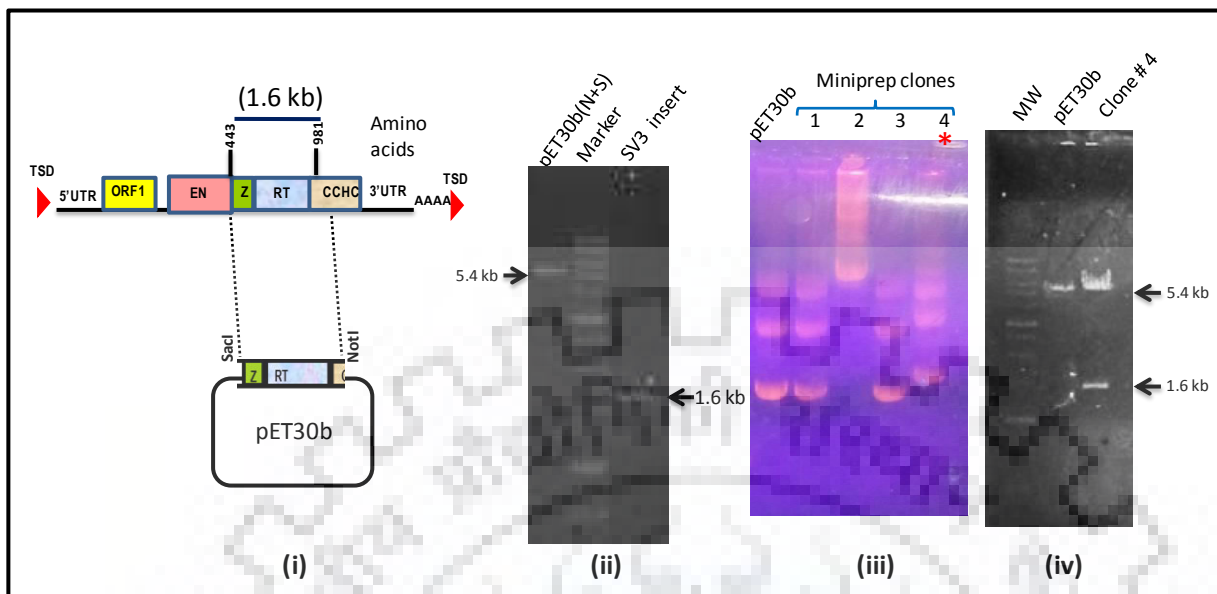 (1.6 kb)
443
981
Amino
acids
TSD
5'UTR
ORF1
EN
Z
RT
CCHC
3'UTR
AAAA
TSD
SacI
NotI
Z
RT
C
pET30b
(i)
pET30b(N+S)
Marker
SV3 insert
5.4 kb
1.6 kb
(ii)
Miniprep clones
pET30b
1 2 3 4
*
(iii)
MW
pET30b
Clone # 4
5.4 kb
1.6 kb
(iv)